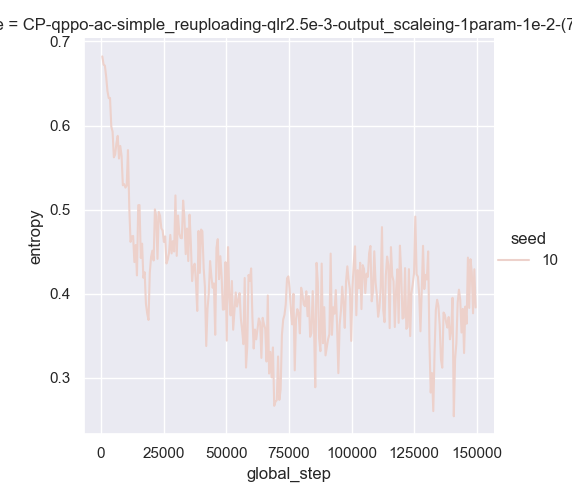 e = CP-qppo-ac-simple_reuploading-qlr2.5e-3-output_scaleing-1param-1e-2-(7
0.7
0.6
0.5
0.4
0.3
entropy
seed
10
0 25000 50000 75000 100000 125000 150000
global_step